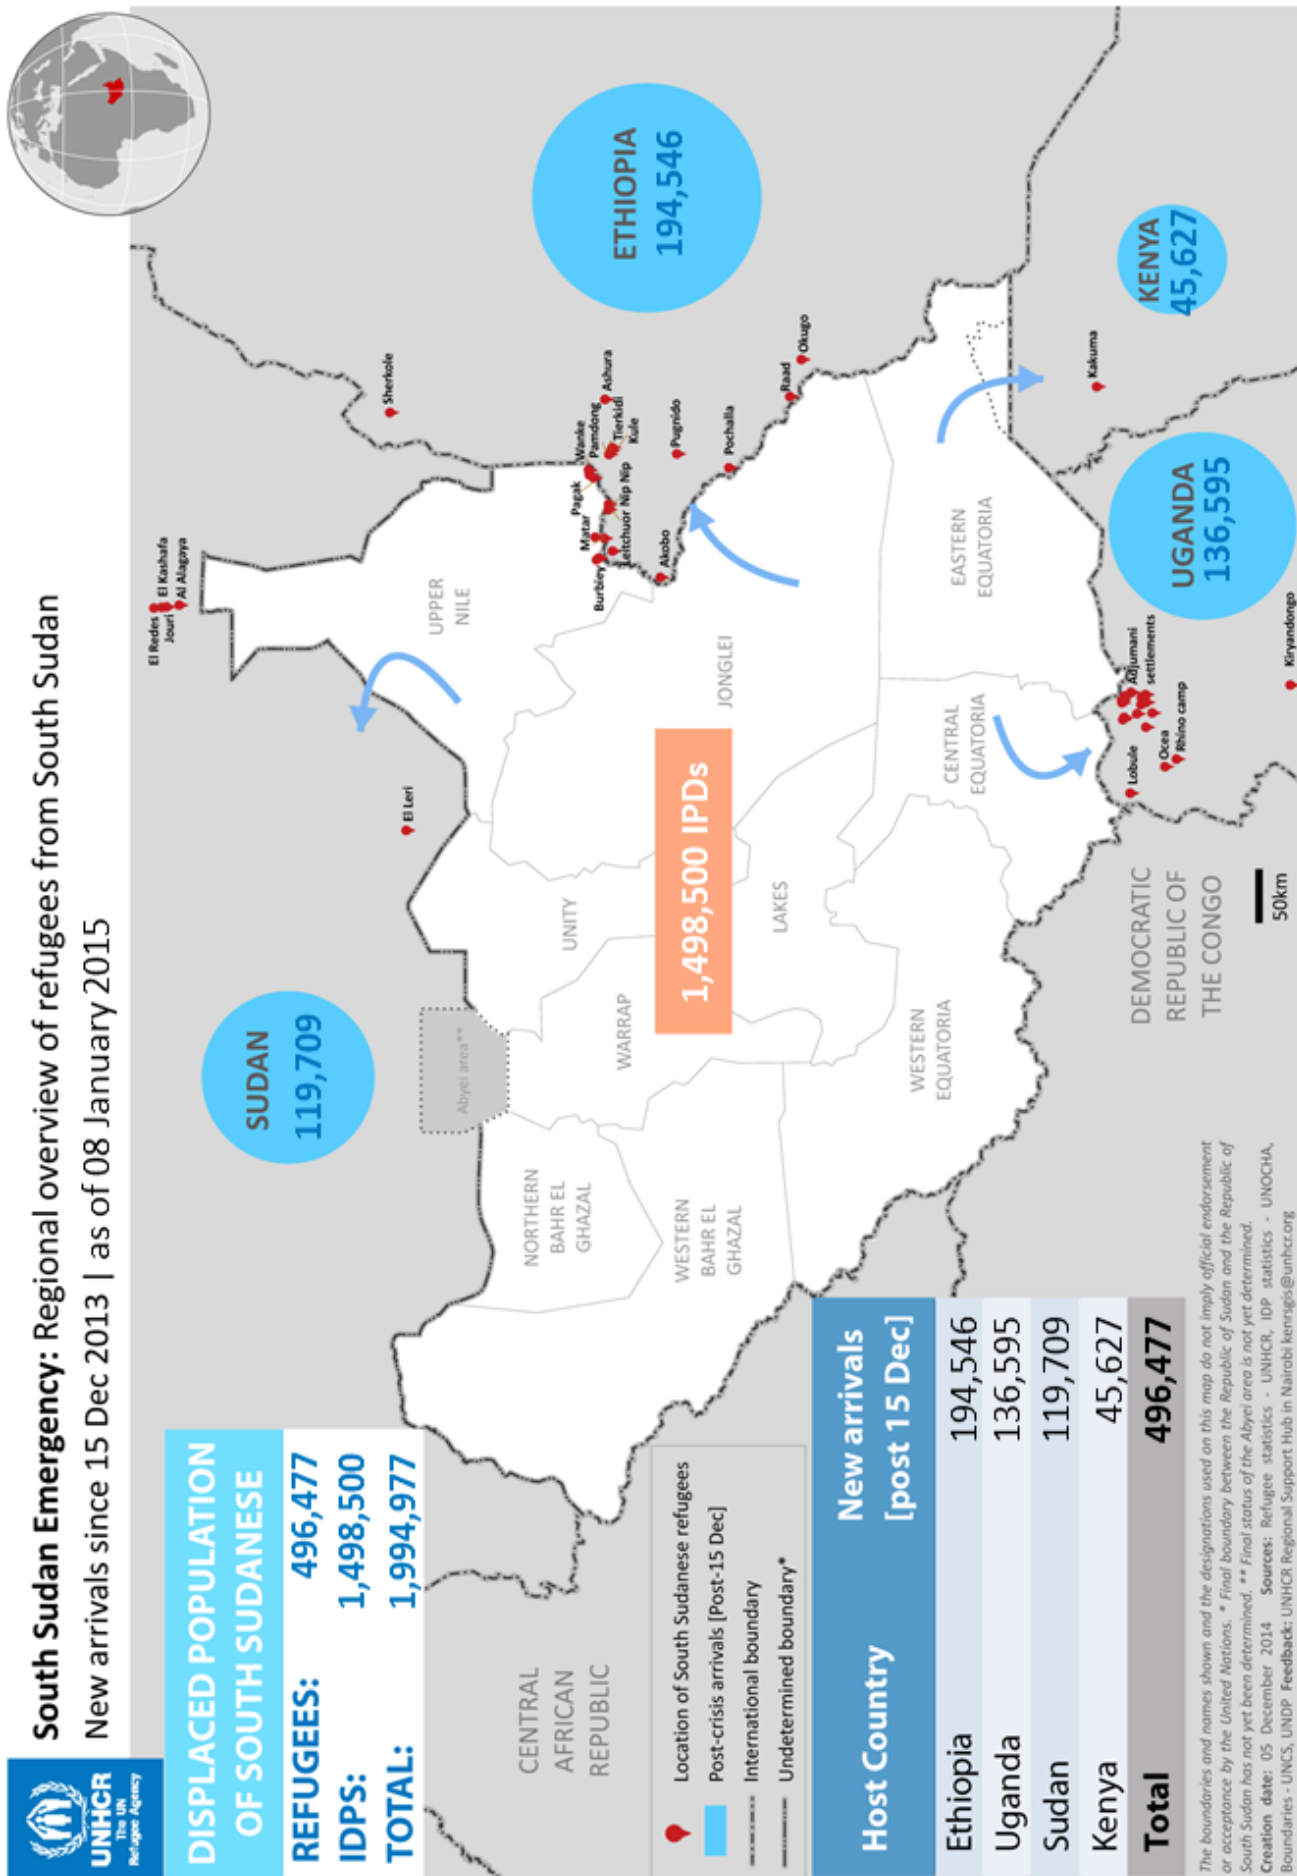 UNHCR
The UN
Refugee Agency
South Sudan Emergency: Regional overview of refugees from South Sudan
New arrivals since 15 Dec 2013 | as of 08 January 2015
DISPLACED POPULATION
OF SOUTH SUDANESE
REFUGEES: 496,477
IDPS: 1,498,500
TOTAL: 1,994,977
SUDAN
119,709
ETHIOPIA
194,546
KENYA
45,627
UGANDA
136,595
1,498,500 IPDs
El Redes
El Kashafa
Jouri
Al Alagaya
El Leri
Sherkole
Wanke
Pamdong
Ashura
Tierkidi
Kule
Pagak
Matar
Nip Nip
Leitchuor
Burbiey
Akobo
Pugnido
Pochalla
Raad
Okugo
Kakuma
Adjumani
settlements
Lobule
Ocea
Rhino camp
Kiryandongo
Abyei area**
UPPER
NILE
UNITY
JONGLEI
WARRAP
LAKES
NORTHERN
BAHR EL
GHAZAL
WESTERN
BAHR EL
GHAZAL
WESTERN
EQUATORIA
CENTRAL
EQUATORIA
EASTERN
EQUATORIA
CENTRAL
AFRICAN
REPUBLIC
DEMOCRATIC
REPUBLIC OF
THE CONGO
50km
Location of South Sudanese refugees
Post-crisis arrivals [Post-15 Dec]
International boundary
Undetermined boundary*
Host Country New arrivals
[post 15 Dec]
Ethiopia 194,546
Uganda 136,595
Sudan 119,709
Kenya 45,627
Total 496,477
The boundaries and names shown and the designations used on this map do not imply official endorsement
or acceptance by the United Nations. * Final boundary between the Republic of Sudan and the Republic of
South Sudan has not yet been determined. ** Final status of the Abyei area is not yet determined.
Creation date: 05 December 2014 Sources: Refugee statistics - UNHCR, IDP statistics - UNOCHA,
Boundaries - UNCS, UNDP Feedback: UNHCR Regional Support Hub in Nairobi kenrsgis@unhcr.org